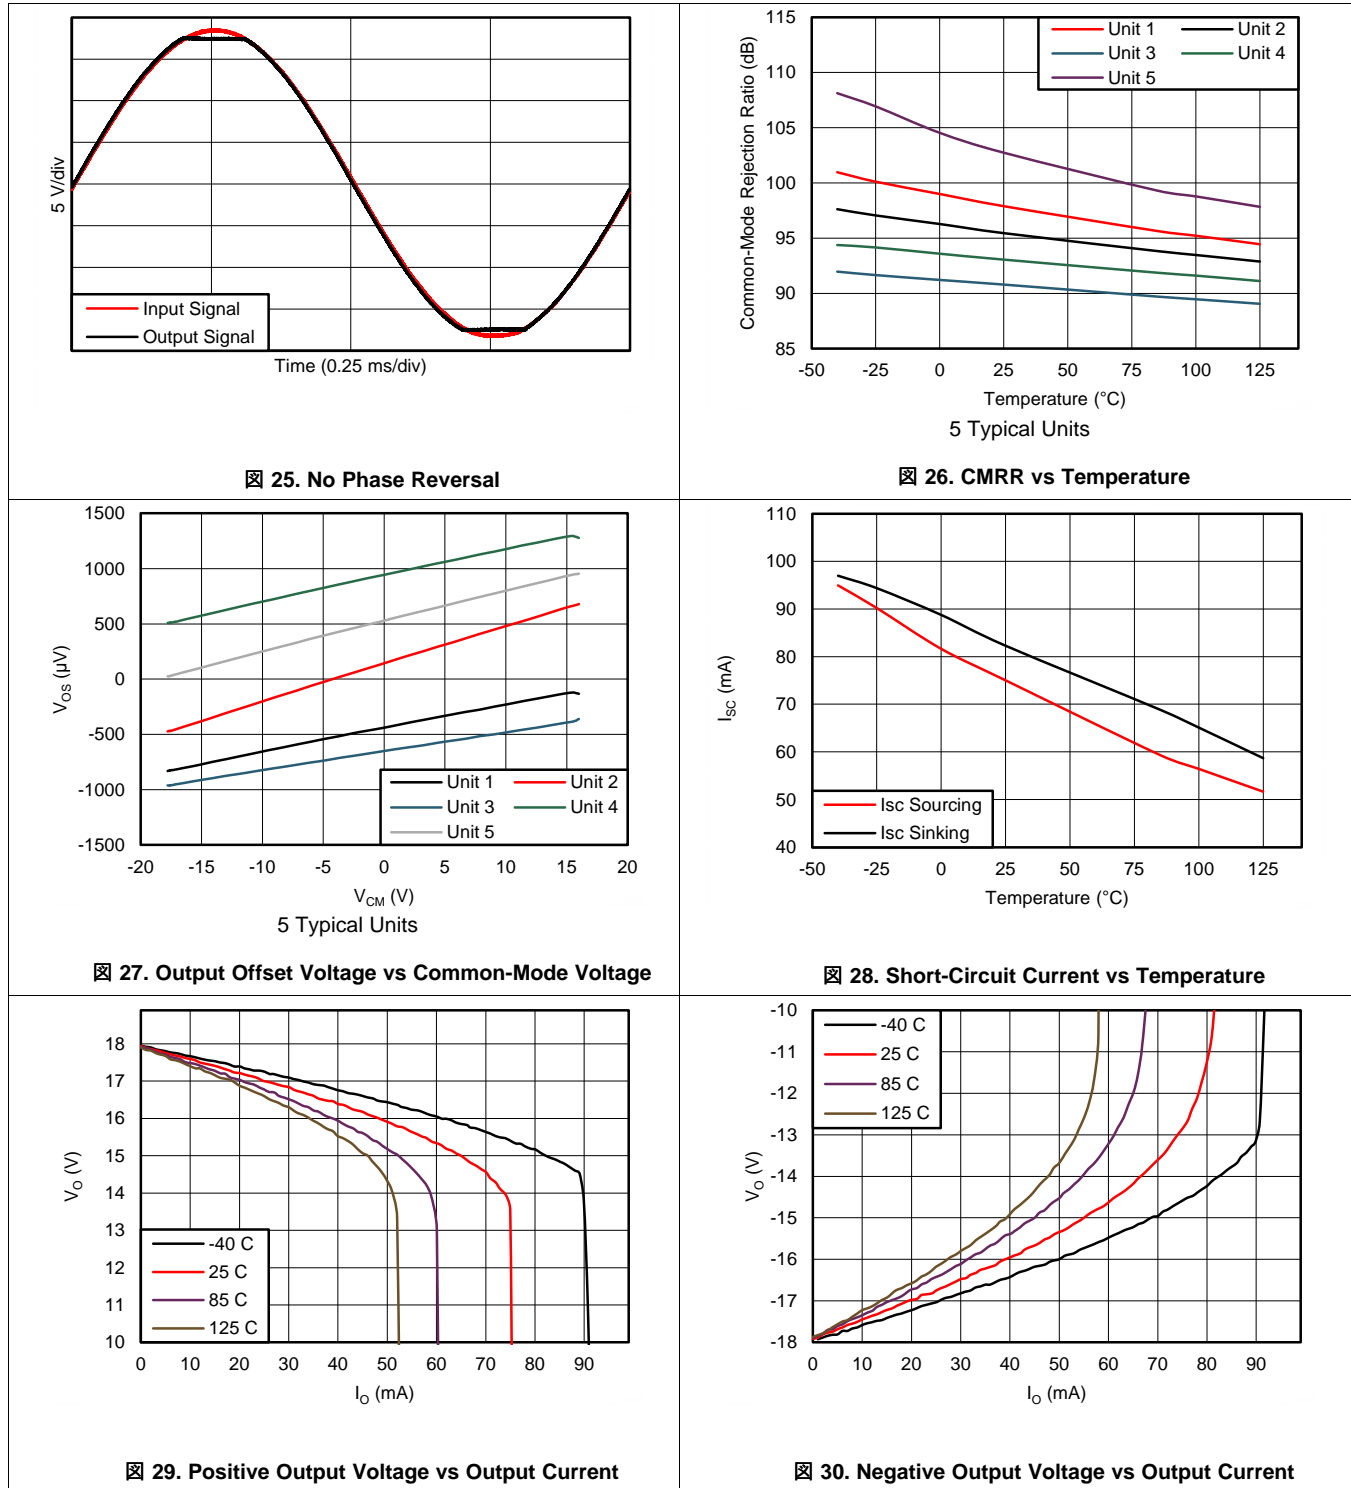 5 V/div
Input Signal
Output Signal
Time (0.25 ms/div)
図 25. No Phase Reversal
Common-Mode Rejection Ratio (dB)
115
110
105
100
95
90
85
Unit 1
Unit 2
Unit 3
Unit 4
Unit 5
-50 -25 0 25 50 75 100 125
Temperature (°C)
5 Typical Units
図 26. CMRR vs Temperature
VOS (µV)
1500
1000
500
0
-500
-1000
-1500
Unit 1
Unit 2
Unit 3
Unit 4
Unit 5
-20 -15 -10 -5 0 5 10 15 20
VCM (V)
5 Typical Units
図 27. Output Offset Voltage vs Common-Mode Voltage
ISC (mA)
110
100
90
80
70
60
50
40
Isc Sourcing
Isc Sinking
-50 -25 0 25 50 75 100 125
Temperature (°C)
図 28. Short-Circuit Current vs Temperature
VO (V)
18
17
16
15
14
13
12
11
10
-40 C
25 C
85 C
125 C
0 10 20 30 40 50 60 70 80 90
IO (mA)
図 29. Positive Output Voltage vs Output Current
VO (V)
-10
-11
-12
-13
-14
-15
-16
-17
-18
-40 C
25 C
85 C
125 C
0 10 20 30 40 50 60 70 80 90
IO (mA)
図 30. Negative Output Voltage vs Output Current